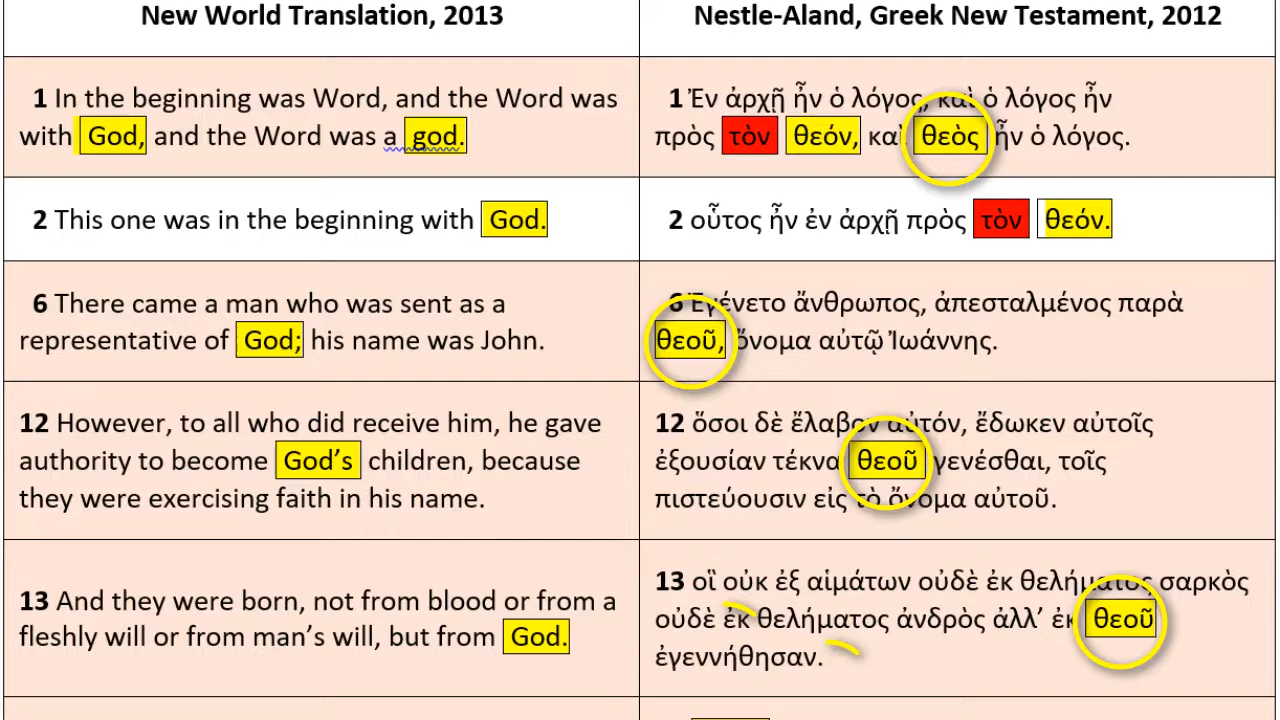 New World Translation, 2013
Nestle-Aland, Greek New Testament, 2012
1 In the beginning was Word, and the Word was
with God, and the Word was a god.
1 Ἐν ἀρχῇ ἦν ὁ λόγος, καὶ ὁ λόγος ἦν
πρὸς τὸν θεόν, καὶ θεὸς ἦν ὁ λόγος.
2 This one was in the beginning with God.
2 οὗτος ἦν ἐν ἀρχῇ πρὸς τὸν θεόν.
6 There came a man who was sent as a
representative of God; his name was John.
6 Ἐγένετο ἄνθρωπος, ἀπεσταλμένος παρὰ
θεοῦ, ὄνομα αὐτῷ Ἰωάννης.
12 However, to all who did receive him, he gave
authority to become God’s children, because
they were exercising faith in his name.
12 ὅσοι δὲ ἔλαβον αὐτόν, ἔδωκεν αὐτοῖς
ἐξουσίαν τέκνα θεοῦ γενέσθαι, τοῖς
πιστεύουσιν εἰς τὸ ὄνομα αὐτοῦ.
13 And they were born, not from blood or from a
fleshly will or from man’s will, but from God.
13 οἳ οὐκ ἐξ αἱμάτων οὐδὲ ἐκ θελήματος σαρκὸς
οὐδὲ ἐκ θελήματος ἀνδρὸς ἀλλ’ ἐκ θεοῦ
ἐγεννήθησαν.